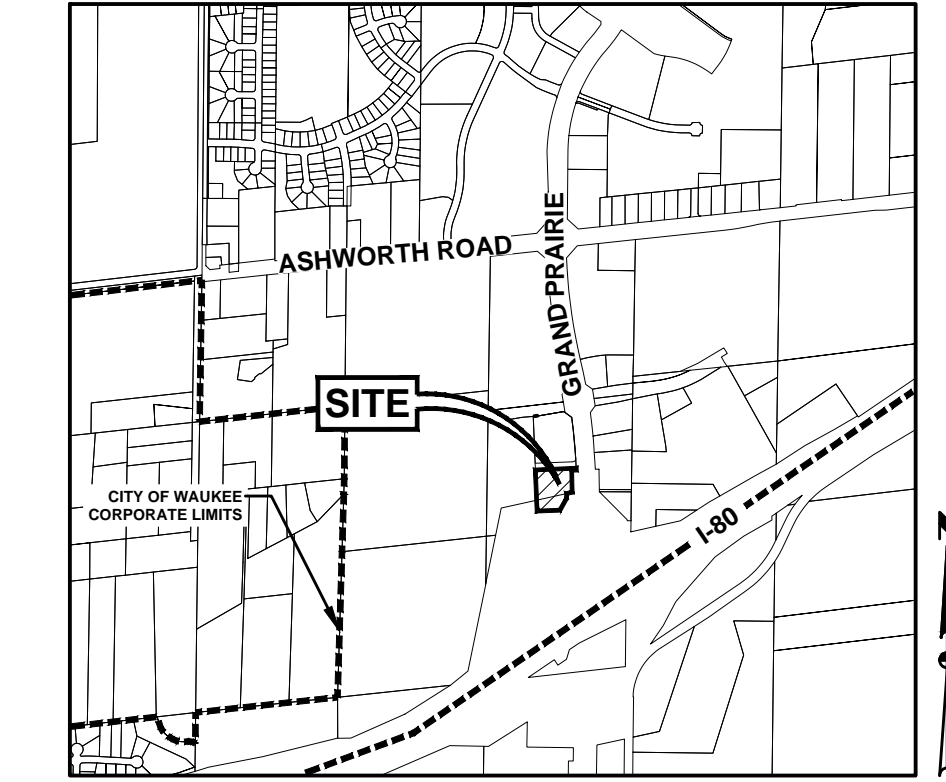 ASHWORTH ROAD
GRAND PRAIRIE
SITE
CITY OF WAUKEE
CORPORATE LIMITS
I-80